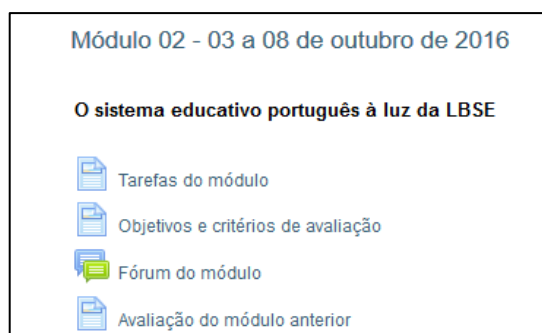 Módulo 02 - 03 a 08 de outubro de 2016
O sistema educativo português à luz da LBSE
Tarefas do módulo
Objetivos e critérios de avaliação
Fórum do módulo
Avaliação do módulo anterior